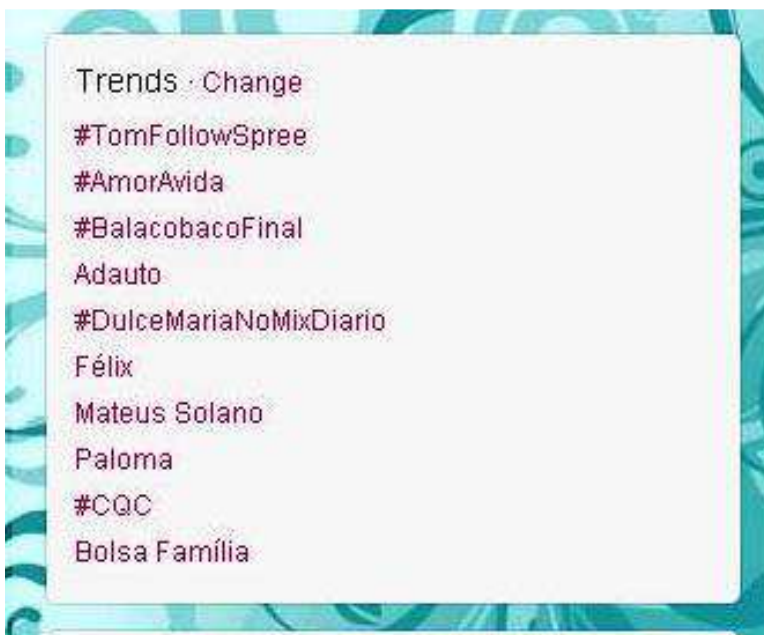 Trends · Change
#TomFollowSpree
#AmorAvida
#BalacobacoFinal
Adauto
#DulceMariaNoMixDiario
Félix
Mateus Solano
Paloma
#CQC
Bolsa Família